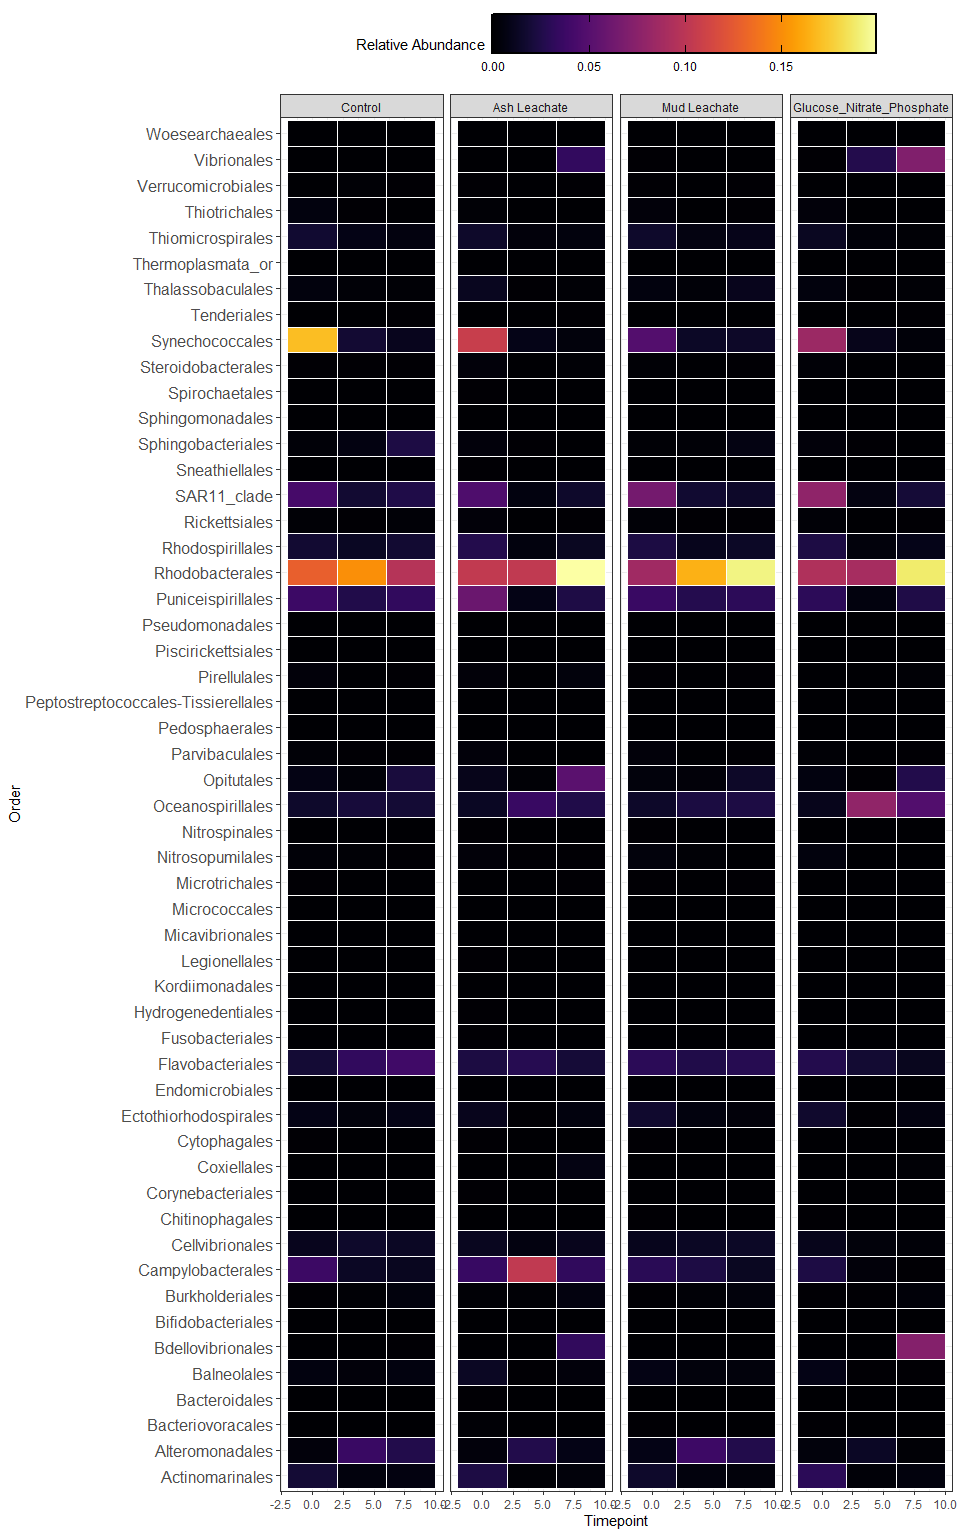 Relative Abundance
0.00 0.05 0.10 0.15
Control Ash Leachate Mud Leachate Glucose_Nitrate_Phosphate
Woesearchaeales
Vibrionales
Verrucomicrobiales
Thiotrichales
Thiomicrospirales
Thermoplasmata_or
Thalassobaculales
Tenderiales
Synechococcales
Steroidobacterales
Spirochaetales
Sphingomonadales
Sphingobacteriales
Sneathiellales
SAR11_clade
Rickettsiales
Rhodospirillales
Rhodobacterales
Puniceispirillales
Pseudomonadales
Piscirickettsiales
Pirellulales
Peptostreptococcales-Tissierellales
Pedosphaerales
Parvibaculales
Opitutales
Oceanospirillales
Nitrospinales
Nitrosopumilales
Microtrichales
Micrococcales
Micavibrionales
Legionellales
Kordiimonadales
Hydrogenedentiales
Fusobacteriales
Flavobacteriales
Endomicrobiales
Ectothiorhodospirales
Cytophagales
Coxiellales
Corynebacteriales
Chitinophagales
Cellvibrionales
Campylobacterales
Burkholderiales
Bifidobacteriales
Bdellovibrionales
Balneolales
Bacteroidales
Bacteriovoracales
Alteromonadales
Actinomarinales
Order
-2.5 0.0 2.5 5.0 7.5 10.0 -2.5 0.0 2.5 5.0 7.5 10.0 -2.5 0.0 2.5 5.0 7.5 10.0 -2.5 0.0 2.5 5.0 7.5 10.0
Timepoint